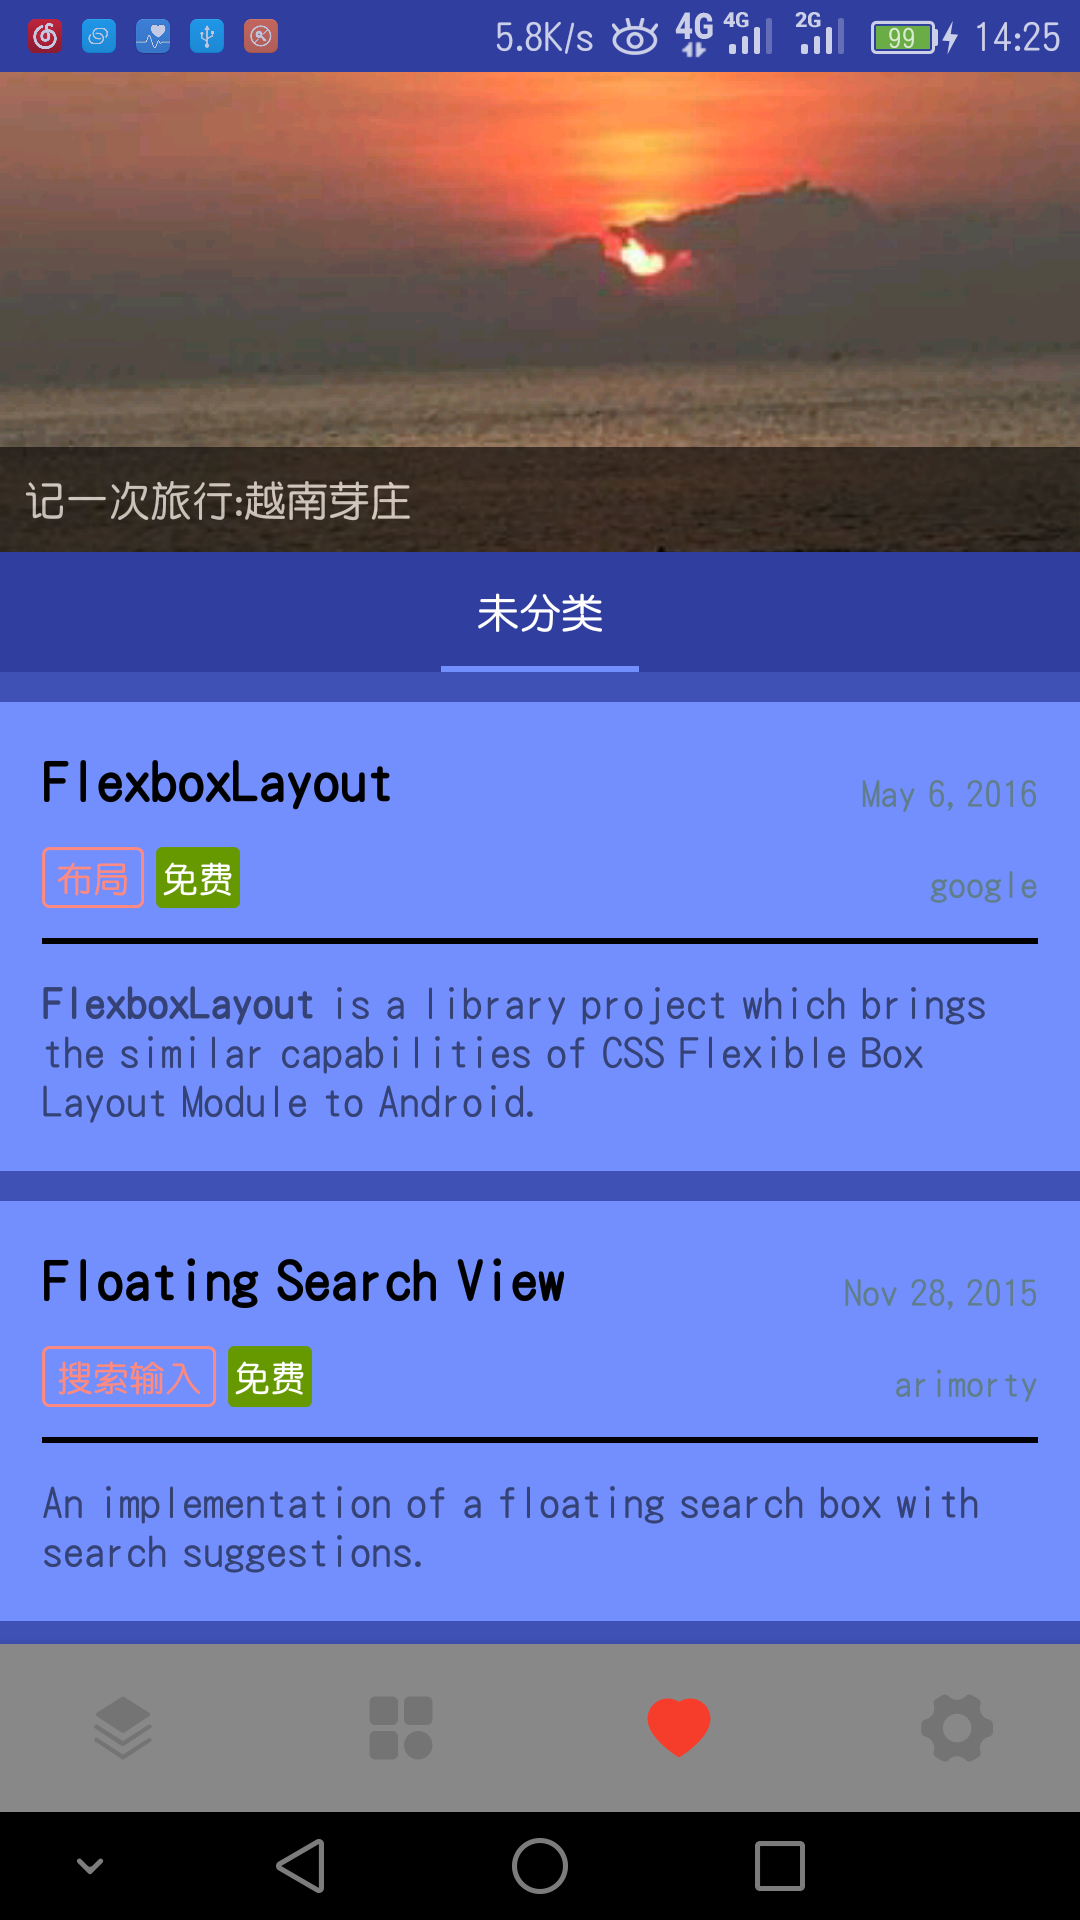 5.8K/s 4G 4G 2G 99 14:25
记一次旅行:越南芽庄
未分类
FlexboxLayout
May 6, 2016
布局 免费
google
FlexboxLayout is a library project which brings
the similar capabilities of CSS Flexible Box
Layout Module to Android.
Floating Search View
Nov 28, 2015
搜索输入 免费
arimorty
An implementation of a floating search box with
search suggestions.